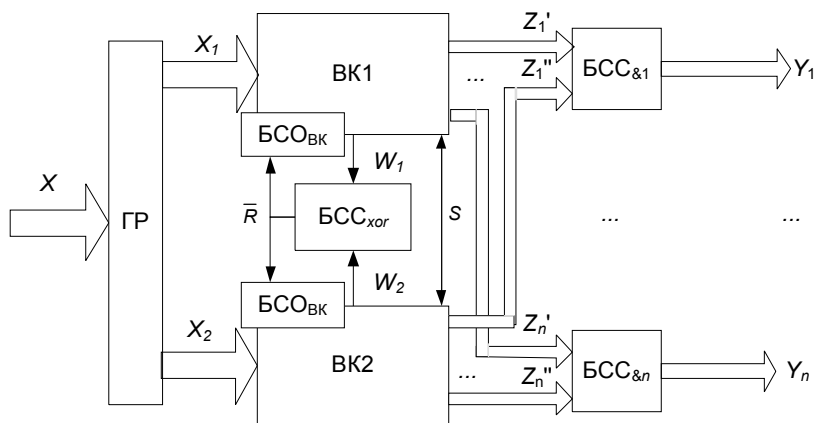 X
ГР
X₁
X₂
ВК1
БСОВК
W₁
R̅
БССxor
S
W₂
БСОВК
ВК2
Z₁'
...
Z₁"
БСС&1
Y₁
...
...
Zn'
...
Zn"
БСС&n
Yn